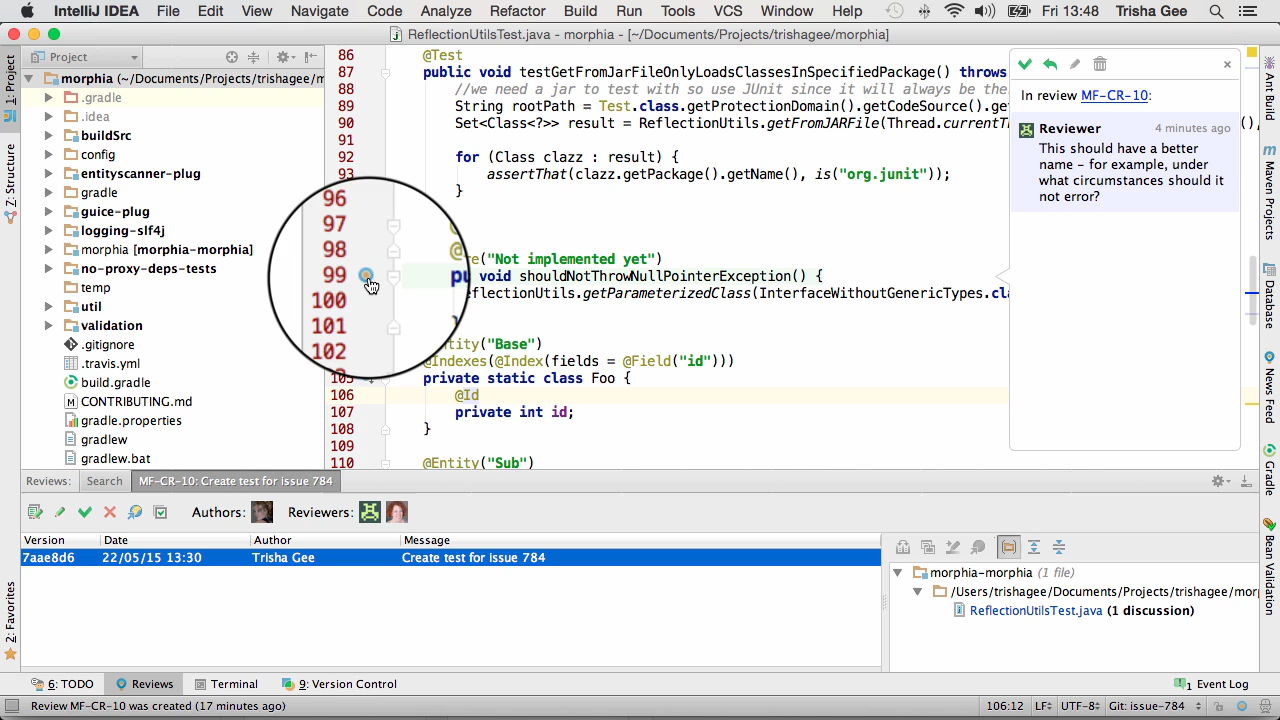 IntelliJ IDEA File Edit View Navigate Code Analyze Refactor Build Run Tools VCS Window Help Fri 13:48 Trisha Gee
ReflectionUtilsTest.java - morphia - [~/Documents/Projects/trishagee/morphia]
Project
morphia (~/Documents/Projects/trishagee/m
.gradle
.idea
buildSrc
config
entityscanner-plug
gradle
guice-plug
logging-slf4j
morphia [morphia-morphia]
no-proxy-deps-tests
temp
util
validation
.gitignore
.travis.yml
build.gradle
CONTRIBUTING.md
gradle.properties
gradlew
gradlew.bat
1: Project
Z: Structure
2: Favorites
86 @Test
87 public void testGetFromJarFileOnlyLoadsClassesInSpecifiedPackage() throws
88 //we need a jar to test with so use JUnit since it will always be the
89 String rootPath = Test.class.getProtectionDomain().getCodeSource().ge
90 Set<Class<?>> result = ReflectionUtils.getFromJARFile(Thread.currentT (),
91
92 for (Class clazz : result) {
93 assertThat(clazz.getPackage().getName(), is("org.junit"));
}
96
97
98 re("Not implemented yet")
99 pu void shouldNotThrowNullPointerException() {
100 eflectionUtils.getParameterizedClass(InterfaceWithoutGenericTypes.cla
101 }
102
ntity("Base")
@Indexes(@Index(fields = @Field("id")))
105 private static class Foo {
106 @Id
107 private int id;
108 }
109
110 @Entity("Sub")
In review MF-CR-10:
Reviewer 4 minutes ago
This should have a better
name - for example, under
what circumstances should it
not error?
Ant Build
Maven Projects
Database
News Feed
Gradle
Bean Validation
Reviews: Search MF-CR-10: Create test for issue 784
Authors: Reviewers:
Version Date Author Message
7aae8d6 22/05/15 13:30 Trisha Gee Create test for issue 784
morphia-morphia (1 file)
/Users/trishagee/Documents/Projects/trishagee/mor
ReflectionUtilsTest.java (1 discussion)
6: TODO Reviews Terminal 9: Version Control 1 Event Log
Review MF-CR-10 was created (17 minutes ago) 106:12 LF UTF-8 Git: issue-784